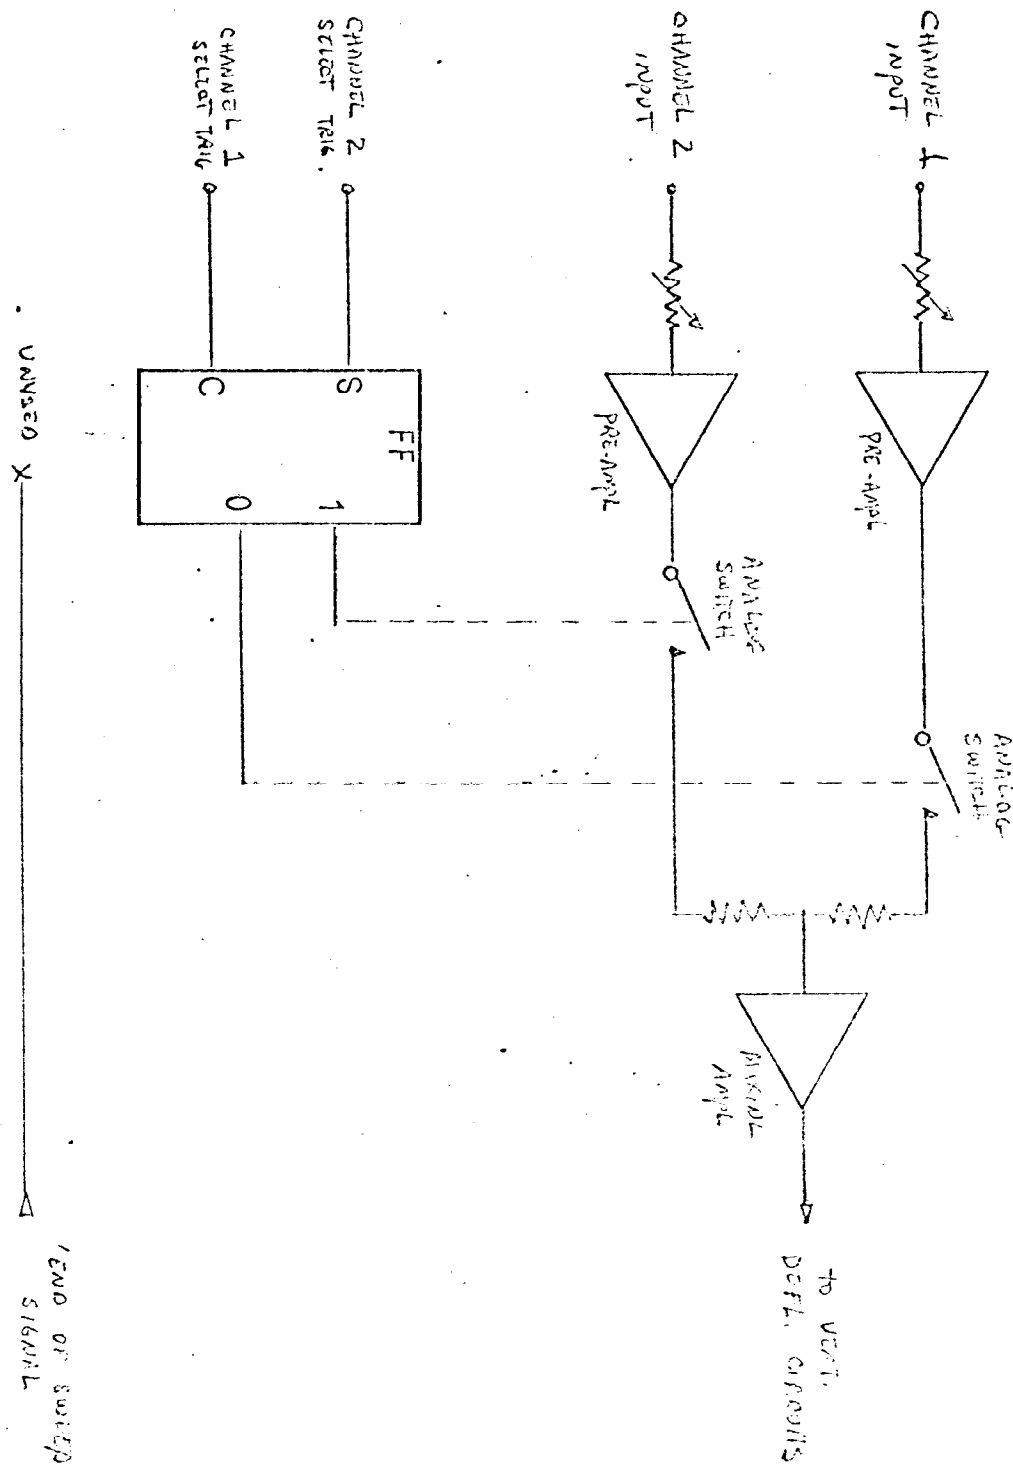 CHANNEL 1
INPUT
PRE-AMPL
ANALOG
SWITCH
CHANNEL 2
INPUT
PRE-AMPL
ANALOG
SWITCH
MIXING
AMPL
TO VERT.
DEFL. CIRCUITS
CHANNEL 2
SELECT TRIG.
CHANNEL 1
SELECT TRIG
FF
S
1
C
0
UNUSED X
'END OF SWEEP
SIGNAL